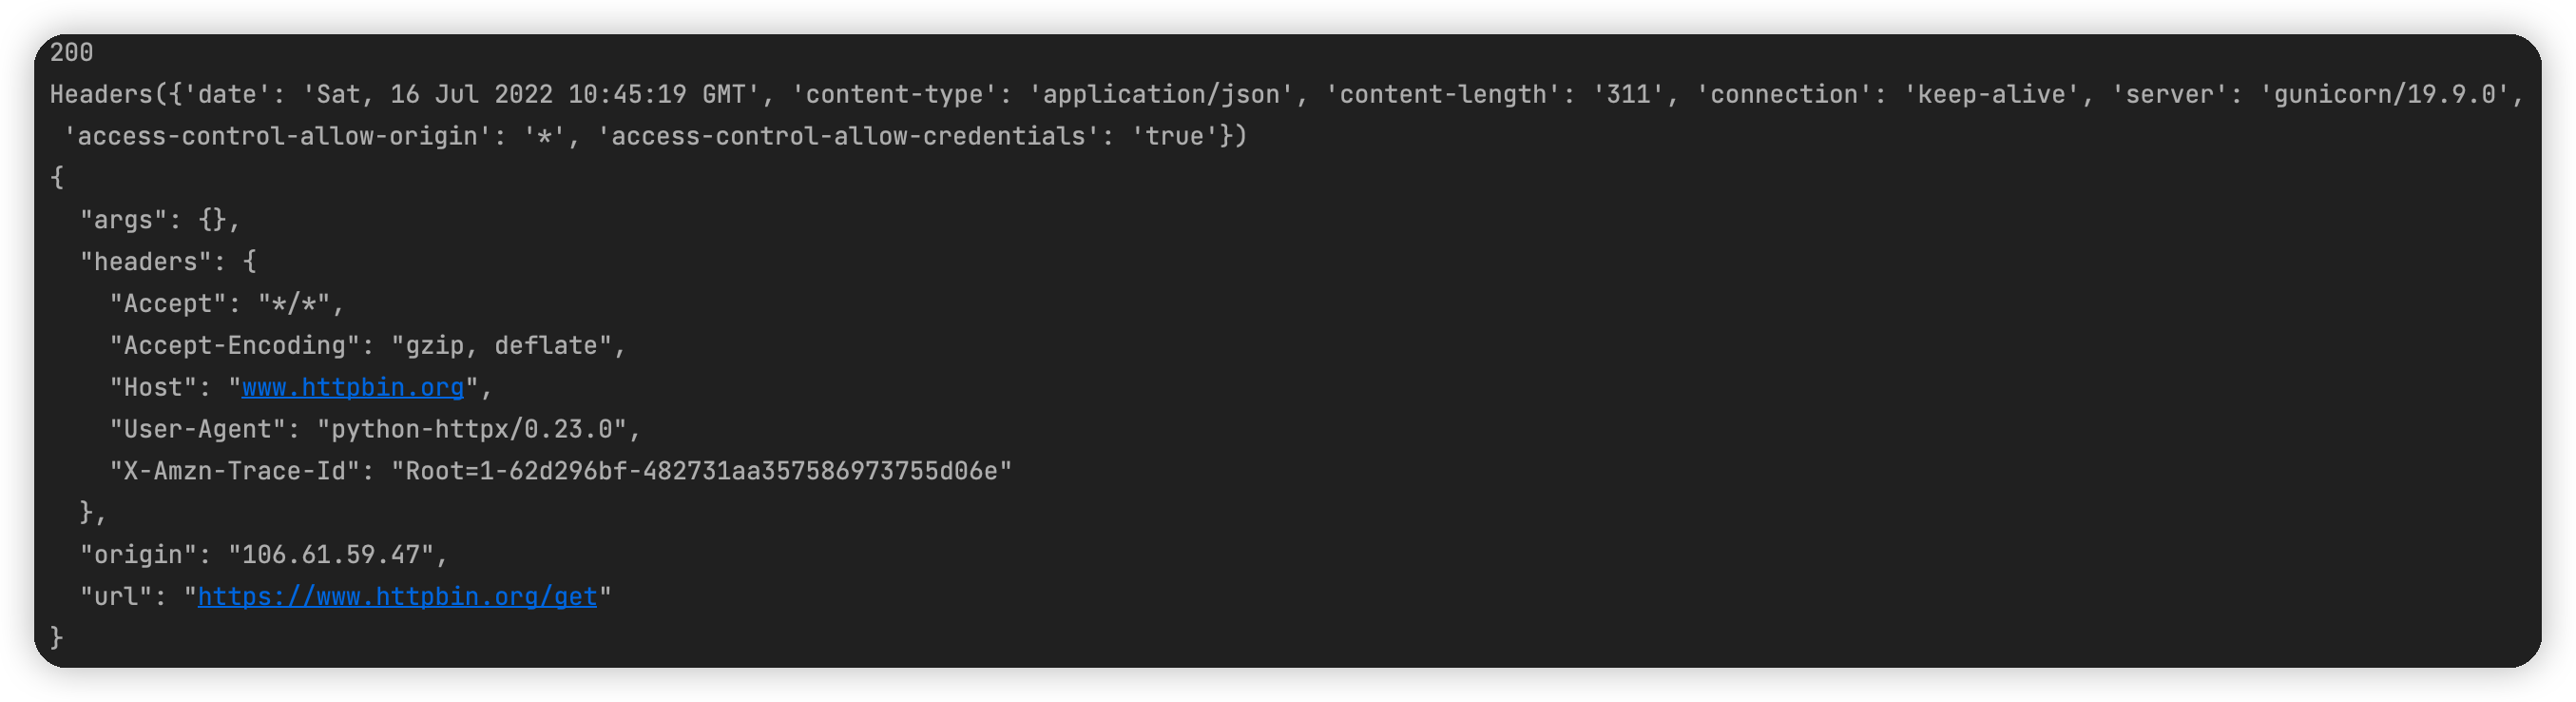 200
Headers({'date': 'Sat, 16 Jul 2022 10:45:19 GMT', 'content-type': 'application/json', 'content-length': '311', 'connection': 'keep-alive', 'server': 'gunicorn/19.9.0',
 'access-control-allow-origin': '*', 'access-control-allow-credentials': 'true'})
{
  "args": {},
  "headers": {
    "Accept": "*/*",
    "Accept-Encoding": "gzip, deflate",
    "Host": "www.httpbin.org",
    "User-Agent": "python-httpx/0.23.0",
    "X-Amzn-Trace-Id": "Root=1-62d296bf-482731aa357586973755d06e"
  },
  "origin": "106.61.59.47",
  "url": "https://www.httpbin.org/get"
}